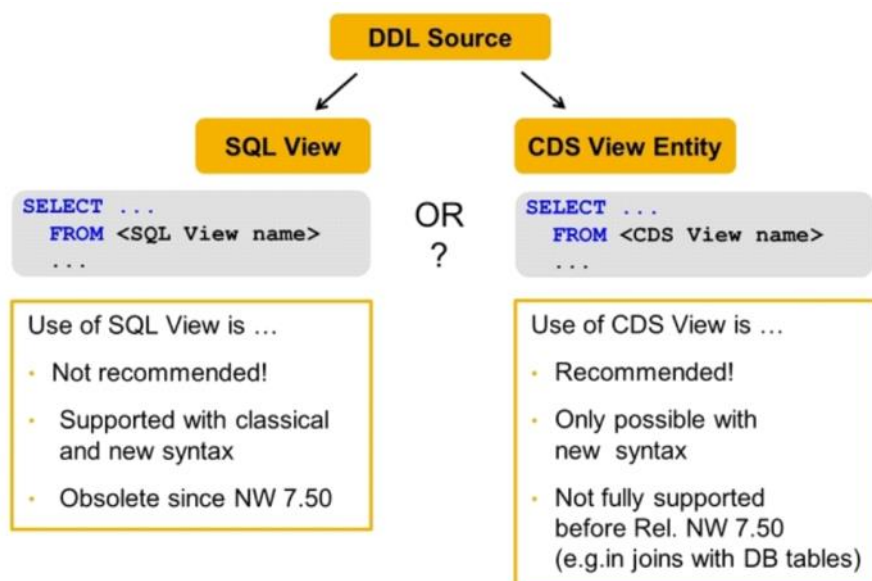 DDL Source
SQL View
CDS View Entity
SELECT ...
FROM <SQL View name>
...
OR
?
SELECT ...
FROM <CDS View name>
...
Use of SQL View is ...
· Not recommended!
· Supported with classical
and new syntax
· Obsolete since NW 7.50
Use of CDS View is ...
· Recommended!
· Only possible with
new syntax
· Not fully supported
before Rel. NW 7.50
(e.g.in joins with DB tables)